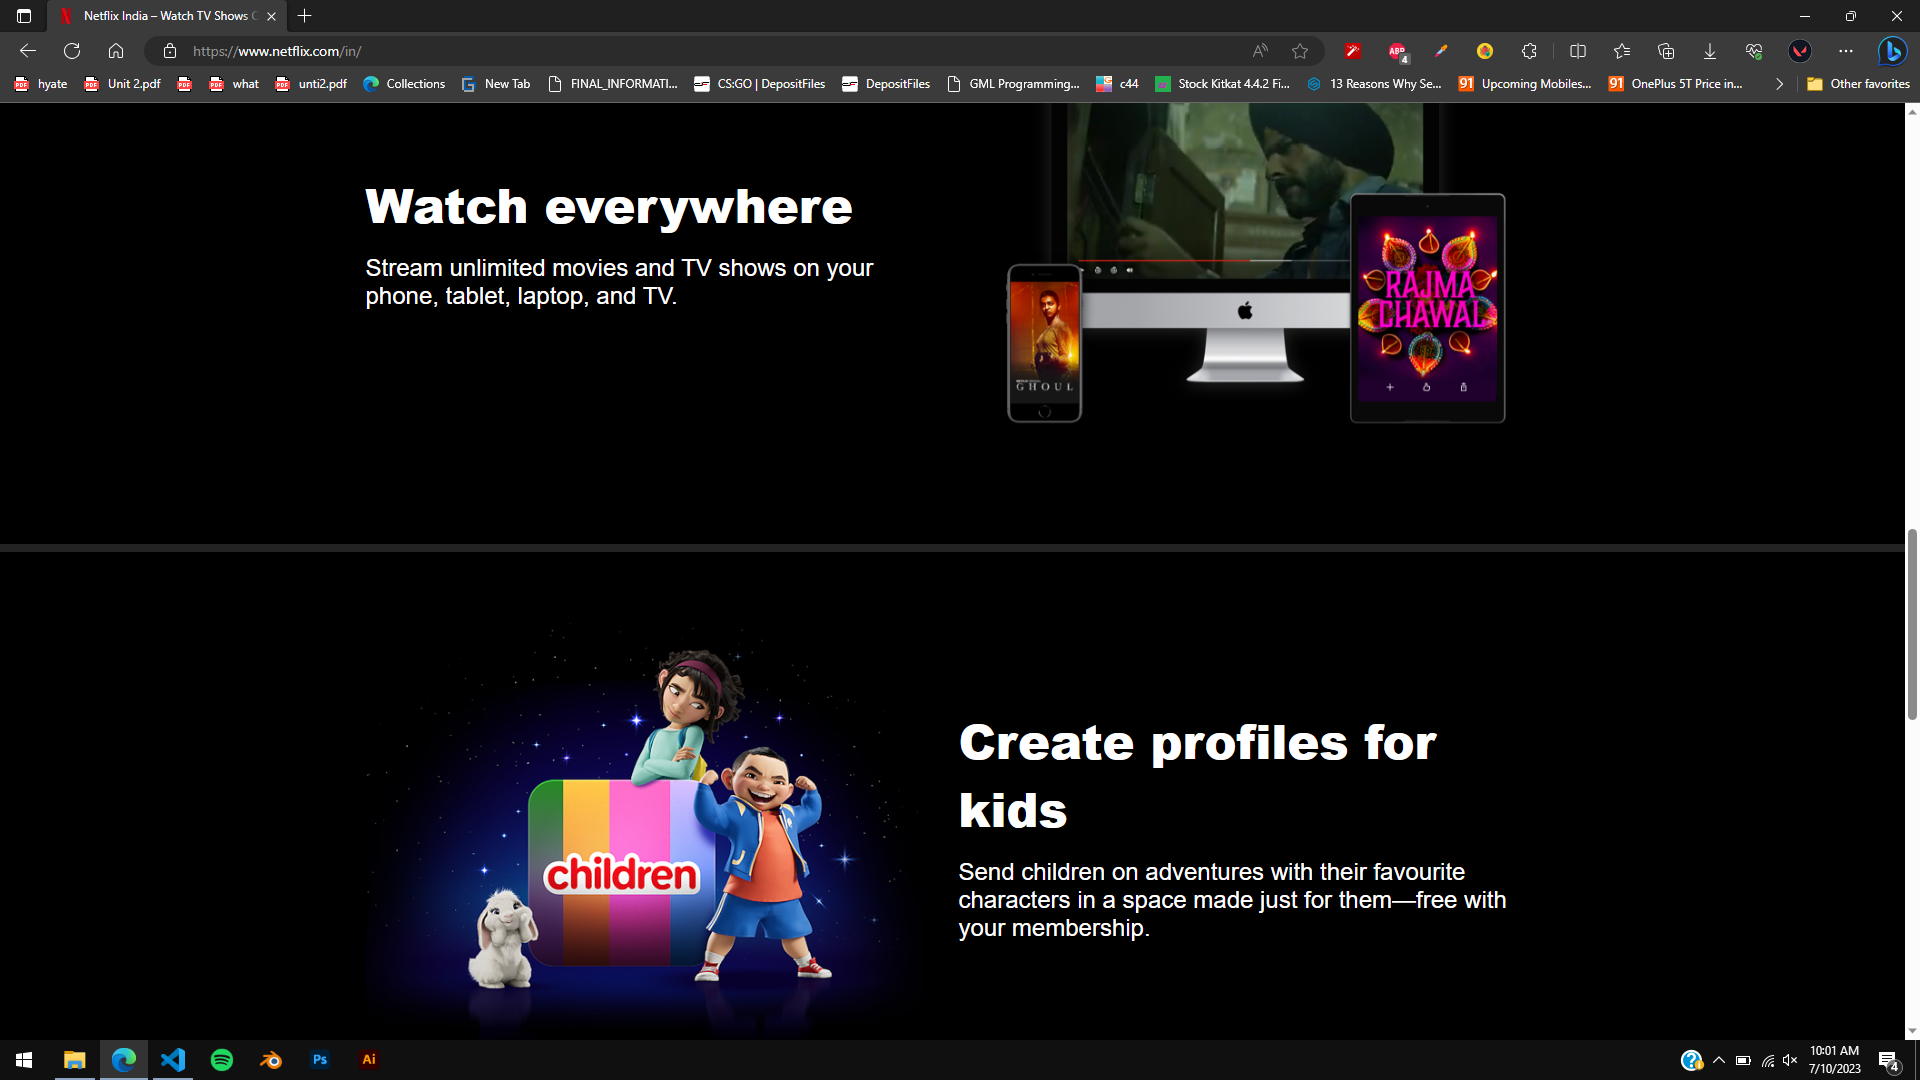 Netflix India – Watch TV Shows
https://www.netflix.com/in/
ABP
4
hyate
Unit 2.pdf
what
unti2.pdf
Collections
New Tab
FINAL_INFORMATI...
CS:GO | DepositFiles
DepositFiles
GML Programming...
c44
Stock Kitkat 4.4.2 Fi...
13 Reasons Why Se...
91
Upcoming Mobiles...
91
OnePlus 5T Price in...
Other favorites
Watch everywhere
Stream unlimited movies and TV shows on your
phone, tablet, laptop, and TV.
GHOUL
RAJMA
CHAWAL
children
Create profiles for
kids
Send children on adventures with their favourite
characters in a space made just for them—free with
your membership.
Ps
Ai
10:01 AM
7/10/2023
4